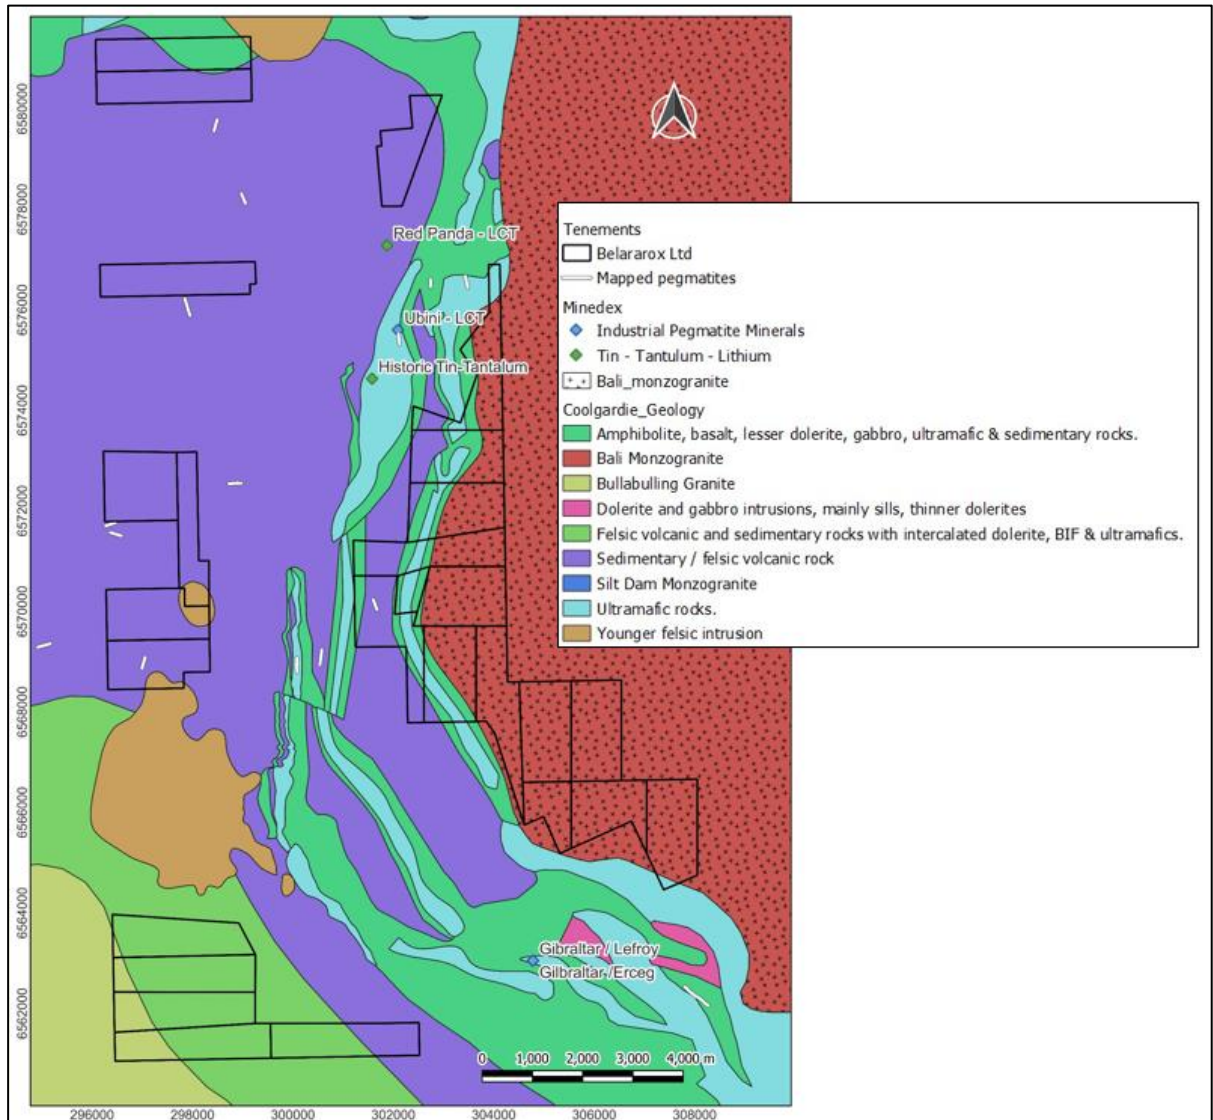 6580000
6578000
6576000
6574000
6572000
6570000
6568000
6566000
6564000
6562000
Red Panda - LCT
Ubini - LCT
Historic Tin-Tantalum
Tenements
Belararox Ltd
Mapped pegmatites
Minedex
Industrial Pegmatite Minerals
Tin - Tantulum - Lithium
Bali_monzogranite
Coolgardie_Geology
Amphibolite, basalt, lesser dolerite, gabbro, ultramafic & sedimentary rocks.
Bali Monzogranite
Bullabulling Granite
Dolerite and gabbro intrusions, mainly sills, thinner dolerites
Felsic volcanic and sedimentary rocks with intercalated dolerite, BIF & ultramafics.
Sedimentary / felsic volcanic rock
Silt Dam Monzogranite
Ultramafic rocks.
Younger felsic intrusion
Gibraltar / Lefroy
Gilbraltar /Erceg
0 1,000 2,000 3,000 4,000 m
296000 298000 300000 302000 304000 306000 308000